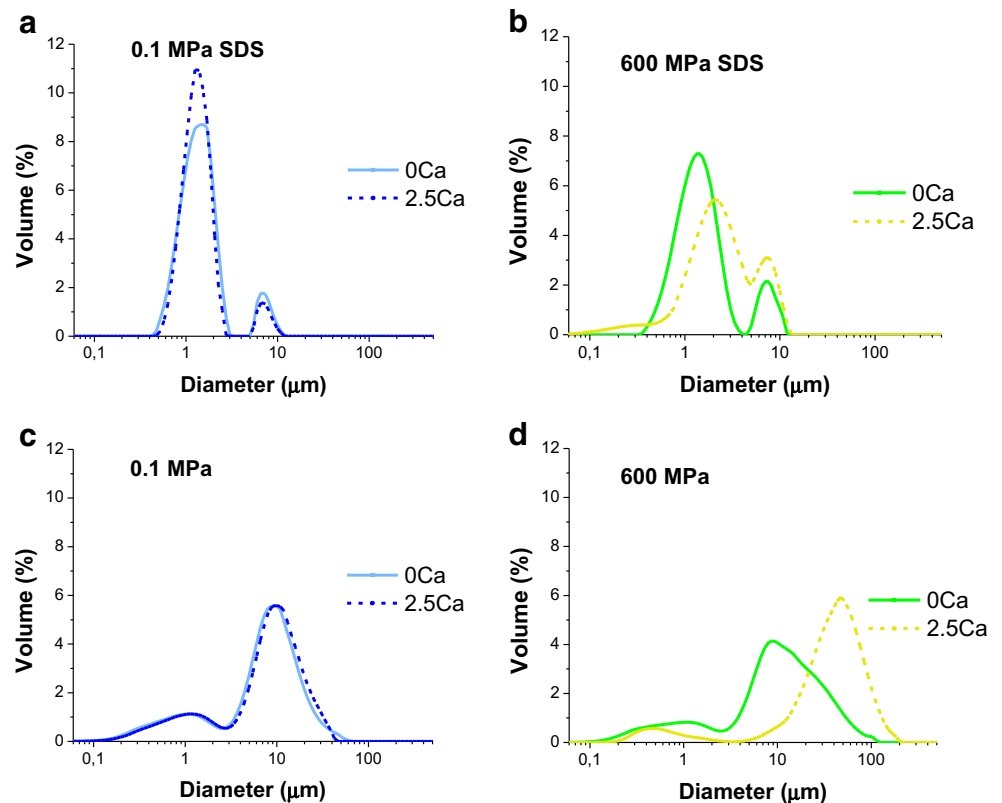 a
0.1 MPa SDS
12
10
8
6
4
2
0
Volume (%)
0,1
1
10
100
Diameter (μm)
0Ca
2.5Ca
b
600 MPa SDS
12
10
8
6
4
2
0
Volume (%)
0,1
1
10
100
Diameter (μm)
0Ca
2.5Ca
c
0.1 MPa
12
10
8
6
4
2
0
Volume (%)
0,1
1
10
100
Diameter (μm)
0Ca
2.5Ca
d
600 MPa
12
10
8
6
4
2
0
Volume (%)
0,1
1
10
100
Diameter (μm)
0Ca
2.5Ca